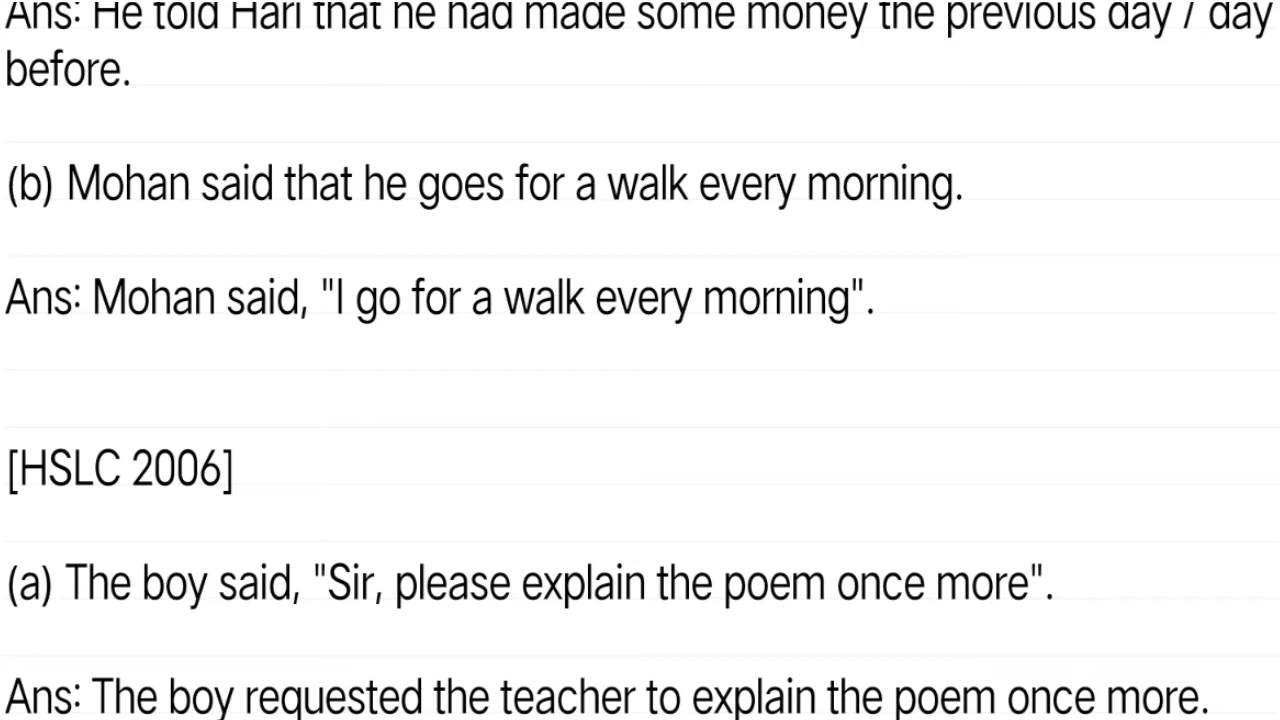 Ans: He told Hari that he had made some money the previous day / day
before.
(b) Mohan said that he goes for a walk every morning.
Ans: Mohan said, "I go for a walk every morning".
[HSLC 2006]
(a) The boy said, "Sir, please explain the poem once more".
Ans: The boy requested the teacher to explain the poem once more.